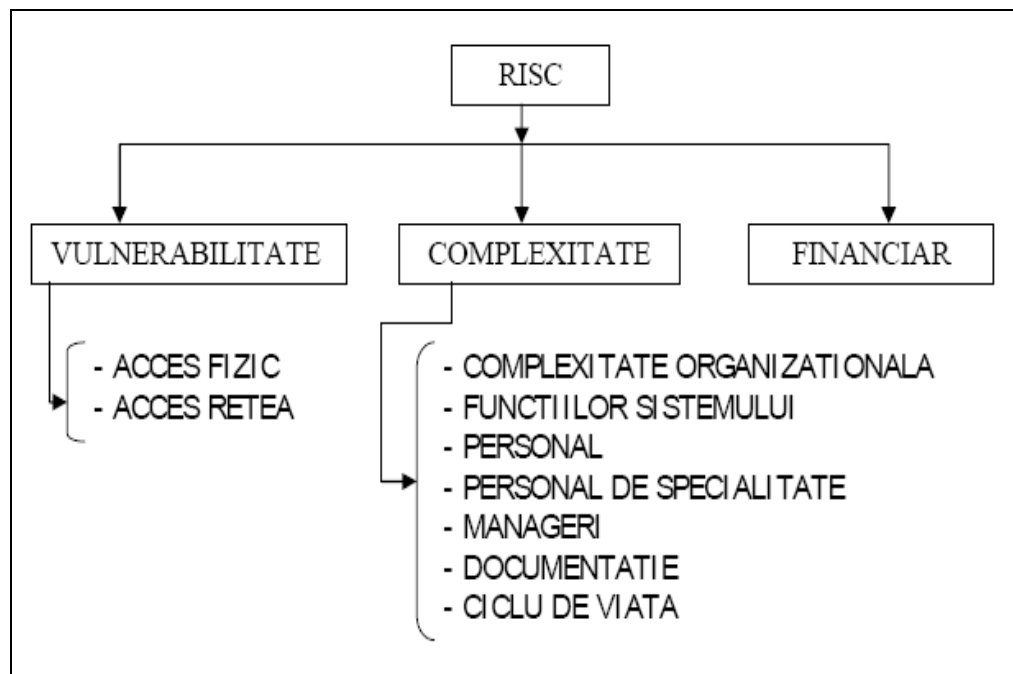 RISC
VULNERABILITATE
COMPLEXITATE
FINANCIAR
- ACCES FIZIC
- ACCES RETEA
- COMPLEXITATE ORGANIZATIONALA
- FUNCTIILOR SISTEMULUI
- PERSONAL
- PERSONAL DE SPECIALITATE
- MANAGERI
- DOCUMENTATIE
- CICLU DE VIATA